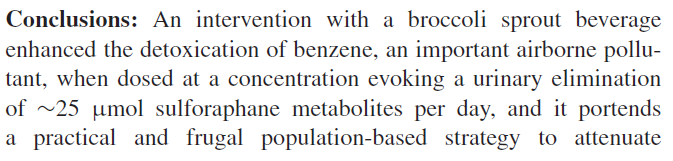 Conclusions: An intervention with a broccoli sprout beverage
enhanced the detoxication of benzene, an important airborne pollu-
tant, when dosed at a concentration evoking a urinary elimination
of ∼25 μmol sulforaphane metabolites per day, and it portends
a practical and frugal population-based strategy to attenuate